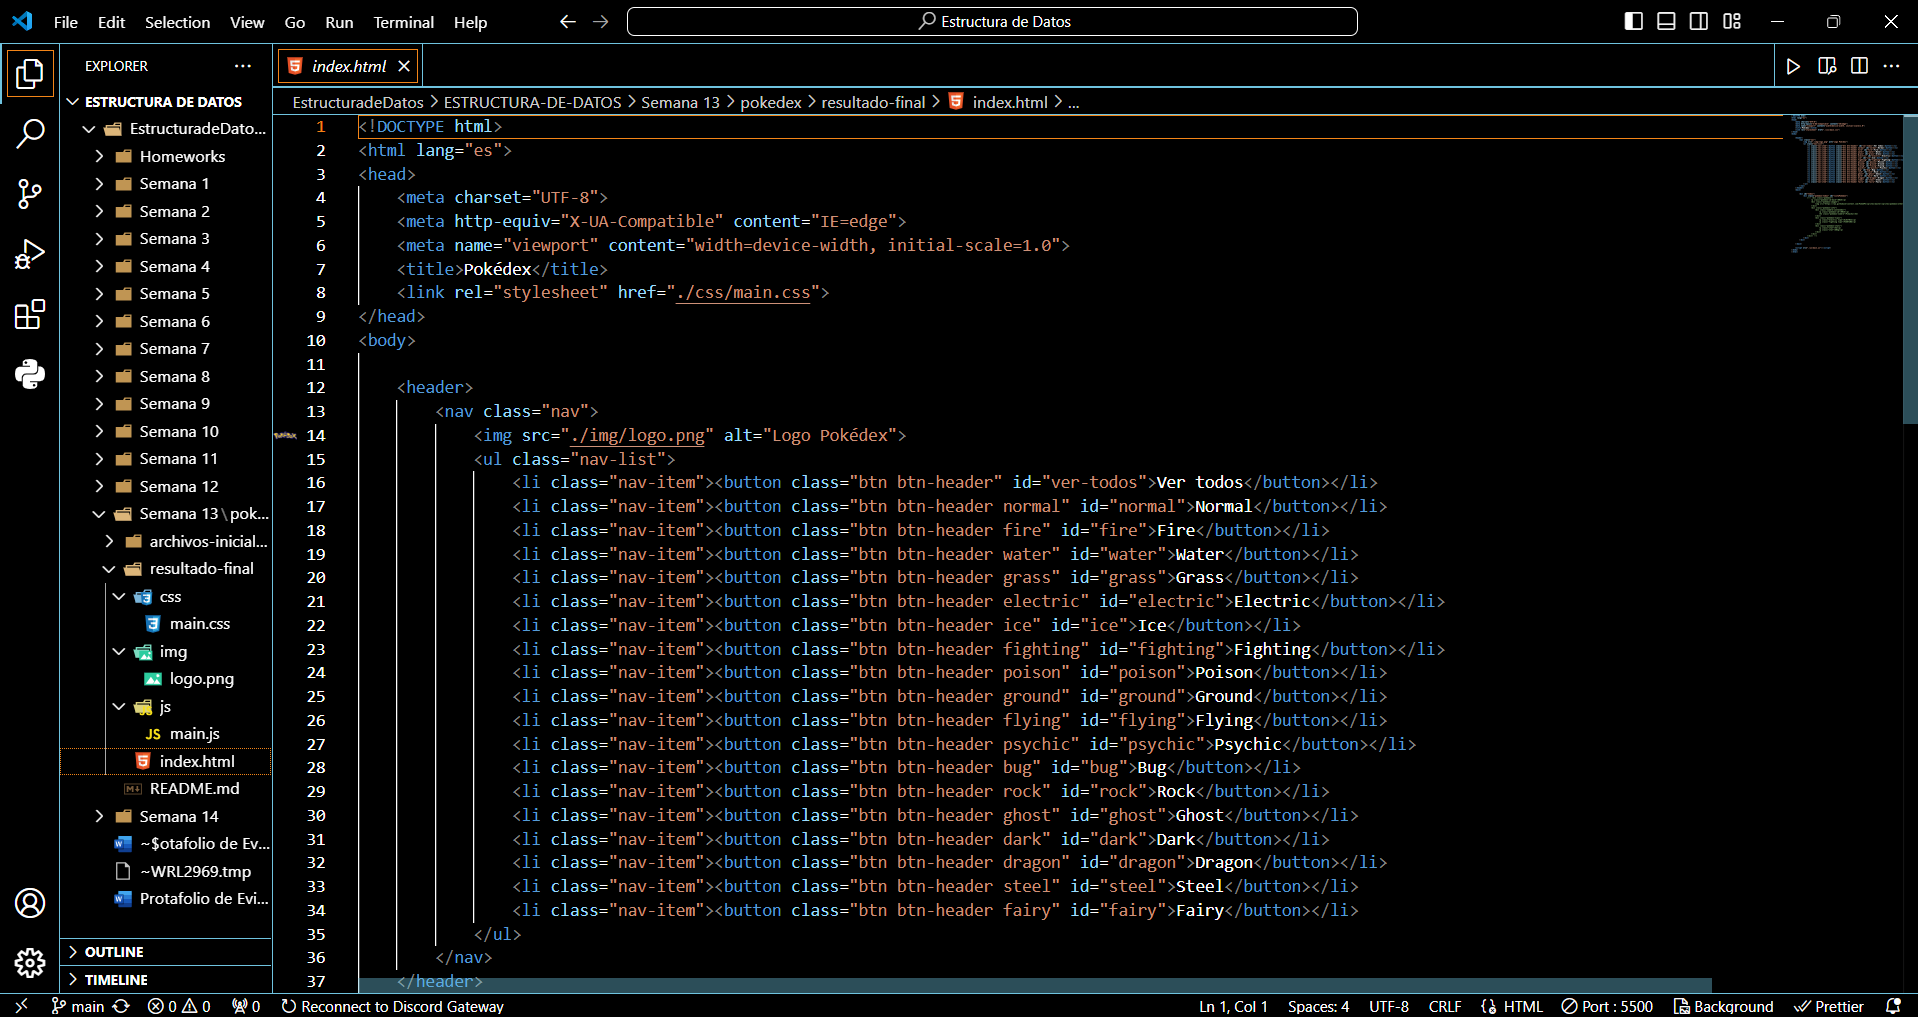 File Edit Selection View Go Run Terminal Help
Estructura de Datos
EXPLORER
ESTRUCTURA DE DATOS
EstructuradeDato...
Homeworks
Semana 1
Semana 2
Semana 3
Semana 4
Semana 5
Semana 6
Semana 7
Semana 8
Semana 9
Semana 10
Semana 11
Semana 12
Semana 13\pok...
archivos-inicial...
resultado-final
css
main.css
img
logo.png
js
JS main.js
index.html
README.md
Semana 14
~$otafolio de Ev...
~WRL2969.tmp
Protafolio de Evi...
OUTLINE
TIMELINE
index.html
EstructuradeDatos > ESTRUCTURA-DE-DATOS > Semana 13 > pokedex > resultado-final > index.html > ...
1 <!DOCTYPE html>
2 <html lang="es">
3 <head>
4 <meta charset="UTF-8">
5 <meta http-equiv="X-UA-Compatible" content="IE=edge">
6 <meta name="viewport" content="width=device-width, initial-scale=1.0">
7 <title>Pokédex</title>
8 <link rel="stylesheet" href="./css/main.css">
9 </head>
10 <body>
11
12 <header>
13 <nav class="nav">
14 <img src="./img/logo.png" alt="Logo Pokédex">
15 <ul class="nav-list">
16 <li class="nav-item"><button class="btn btn-header" id="ver-todos">Ver todos</button></li>
17 <li class="nav-item"><button class="btn btn-header normal" id="normal">Normal</button></li>
18 <li class="nav-item"><button class="btn btn-header fire" id="fire">Fire</button></li>
19 <li class="nav-item"><button class="btn btn-header water" id="water">Water</button></li>
20 <li class="nav-item"><button class="btn btn-header grass" id="grass">Grass</button></li>
21 <li class="nav-item"><button class="btn btn-header electric" id="electric">Electric</button></li>
22 <li class="nav-item"><button class="btn btn-header ice" id="ice">Ice</button></li>
23 <li class="nav-item"><button class="btn btn-header fighting" id="fighting">Fighting</button></li>
24 <li class="nav-item"><button class="btn btn-header poison" id="poison">Poison</button></li>
25 <li class="nav-item"><button class="btn btn-header ground" id="ground">Ground</button></li>
26 <li class="nav-item"><button class="btn btn-header flying" id="flying">Flying</button></li>
27 <li class="nav-item"><button class="btn btn-header psychic" id="psychic">Psychic</button></li>
28 <li class="nav-item"><button class="btn btn-header bug" id="bug">Bug</button></li>
29 <li class="nav-item"><button class="btn btn-header rock" id="rock">Rock</button></li>
30 <li class="nav-item"><button class="btn btn-header ghost" id="ghost">Ghost</button></li>
31 <li class="nav-item"><button class="btn btn-header dark" id="dark">Dark</button></li>
32 <li class="nav-item"><button class="btn btn-header dragon" id="dragon">Dragon</button></li>
33 <li class="nav-item"><button class="btn btn-header steel" id="steel">Steel</button></li>
34 <li class="nav-item"><button class="btn btn-header fairy" id="fairy">Fairy</button></li>
35 </ul>
36 </nav>
37 </header>
main 0 0 0 Reconnect to Discord Gateway Ln 1, Col 1 Spaces: 4 UTF-8 CRLF {} HTML Port : 5500 Background Prettier